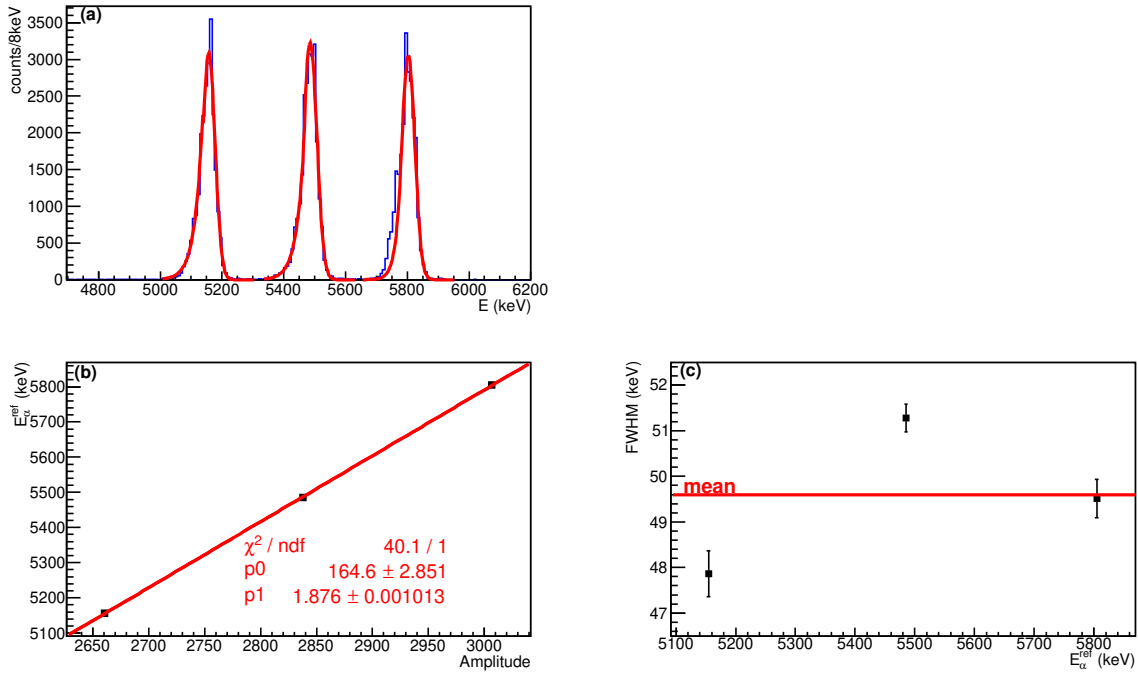 (a)
counts/8keV
3500
3000
2500
2000
1500
1000
500
0
4800 5000 5200 5400 5600 5800 6000 6200
E (keV)
(b)
E_α^ref (keV)
5800
5700
5600
5500
5400
5300
5200
5100
χ² / ndf 40.1 / 1
p0 164.6 ± 2.851
p1 1.876 ± 0.001013
2650 2700 2750 2800 2850 2900 2950 3000
Amplitude
(c)
FWHM (keV)
52
51
50
49
48
47
mean
5100 5200 5300 5400 5500 5600 5700 5800
E_α^ref (keV)